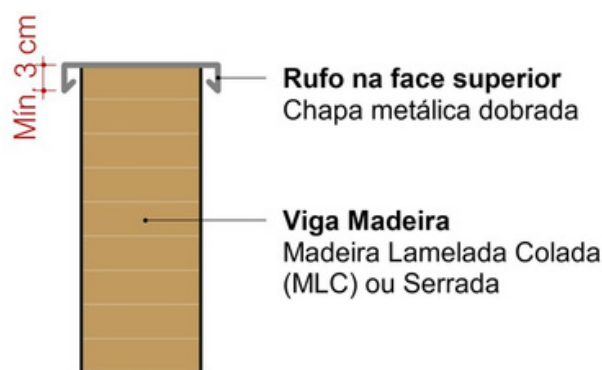 Mín. 3 cm
Rufo na face superior
Chapa metálica dobrada
Viga Madeira
Madeira Lamelada Colada
(MLC) ou Serrada